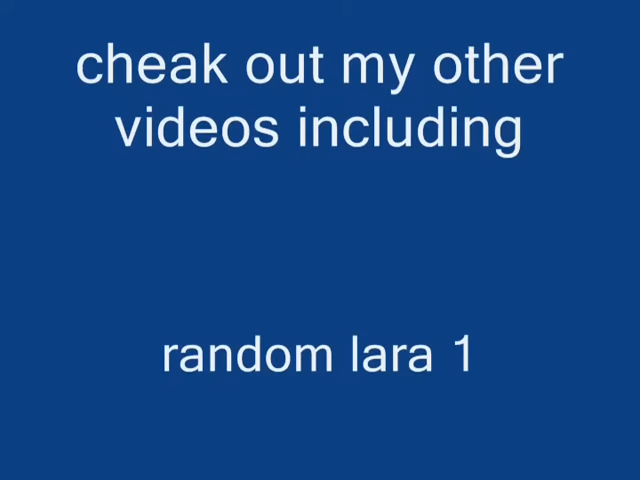 cheak out my other
videos including
random lara 1